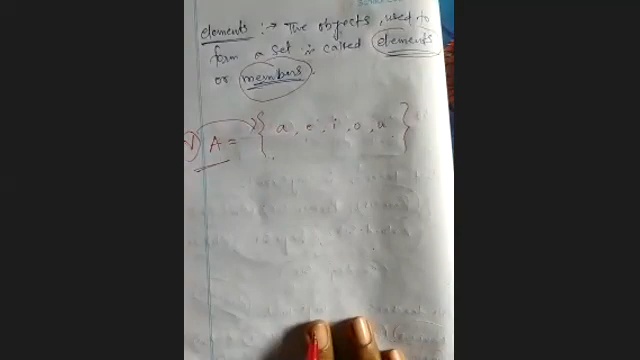 elements :→ The objects, used to
form a set is called elements
or members.
A = { a, e, i, o, u }